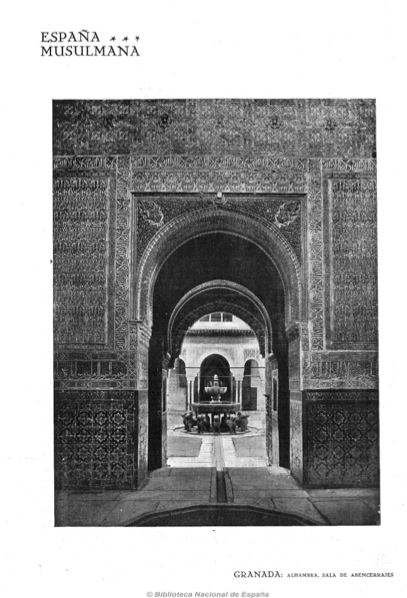 ESPAÑA ★ ★ ★
MUSULMANA
GRANADA: ALHAMBRA. SALA DE ABENCERRAJES
© Biblioteca Nacional de España